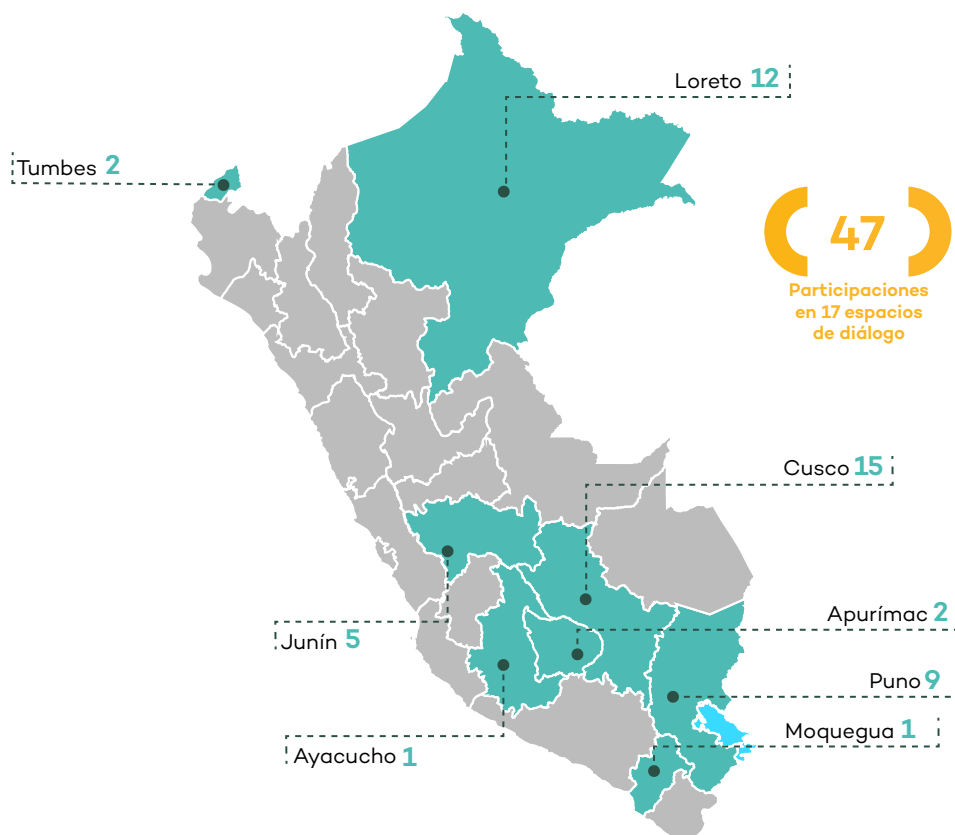 Loreto 12
Tumbes 2
47
Participaciones
en 17 espacios
de diálogo
Cusco 15
Apurímac 2
Junín 5
Puno 9
Moquegua 1
Ayacucho 1